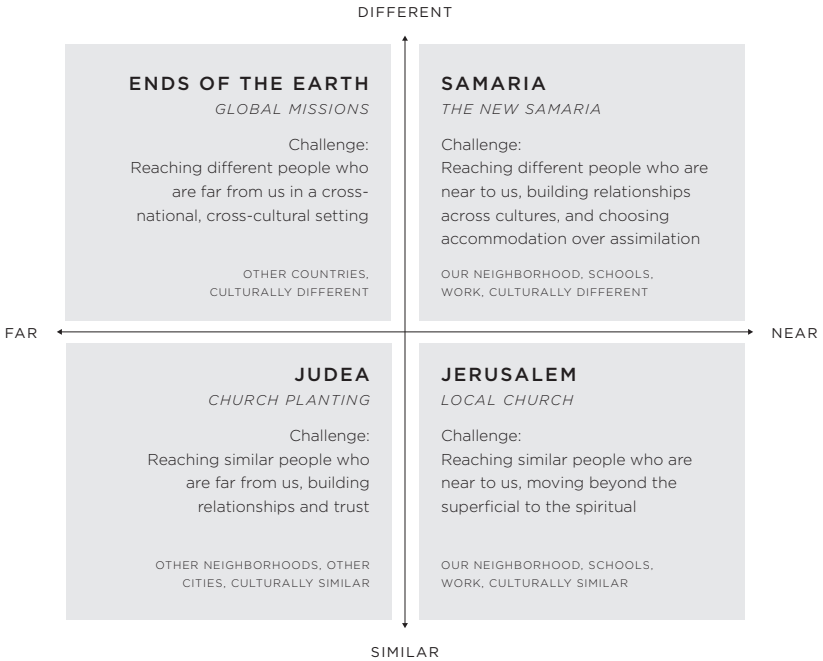 DIFFERENT
ENDS OF THE EARTH
GLOBAL MISSIONS
Challenge:
Reaching different people who
are far from us in a cross-
national, cross-cultural setting
OTHER COUNTRIES,
CULTURALLY DIFFERENT
SAMARIA
THE NEW SAMARIA
Challenge:
Reaching different people who are
near to us, building relationships
across cultures, and choosing
accommodation over assimilation
OUR NEIGHBORHOOD, SCHOOLS,
WORK, CULTURALLY DIFFERENT
FAR
NEAR
JUDEA
CHURCH PLANTING
Challenge:
Reaching similar people who
are far from us, building
relationships and trust
OTHER NEIGHBORHOODS, OTHER
CITIES, CULTURALLY SIMILAR
JERUSALEM
LOCAL CHURCH
Challenge:
Reaching similar people who are
near to us, moving beyond the
superficial to the spiritual
OUR NEIGHBORHOOD, SCHOOLS,
WORK, CULTURALLY SIMILAR
SIMILAR